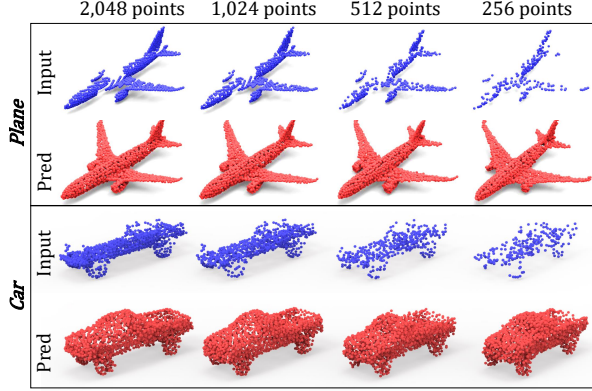 2,048 points 1,024 points 512 points 256 points
Plane
Input
Pred
Car
Input
Pred